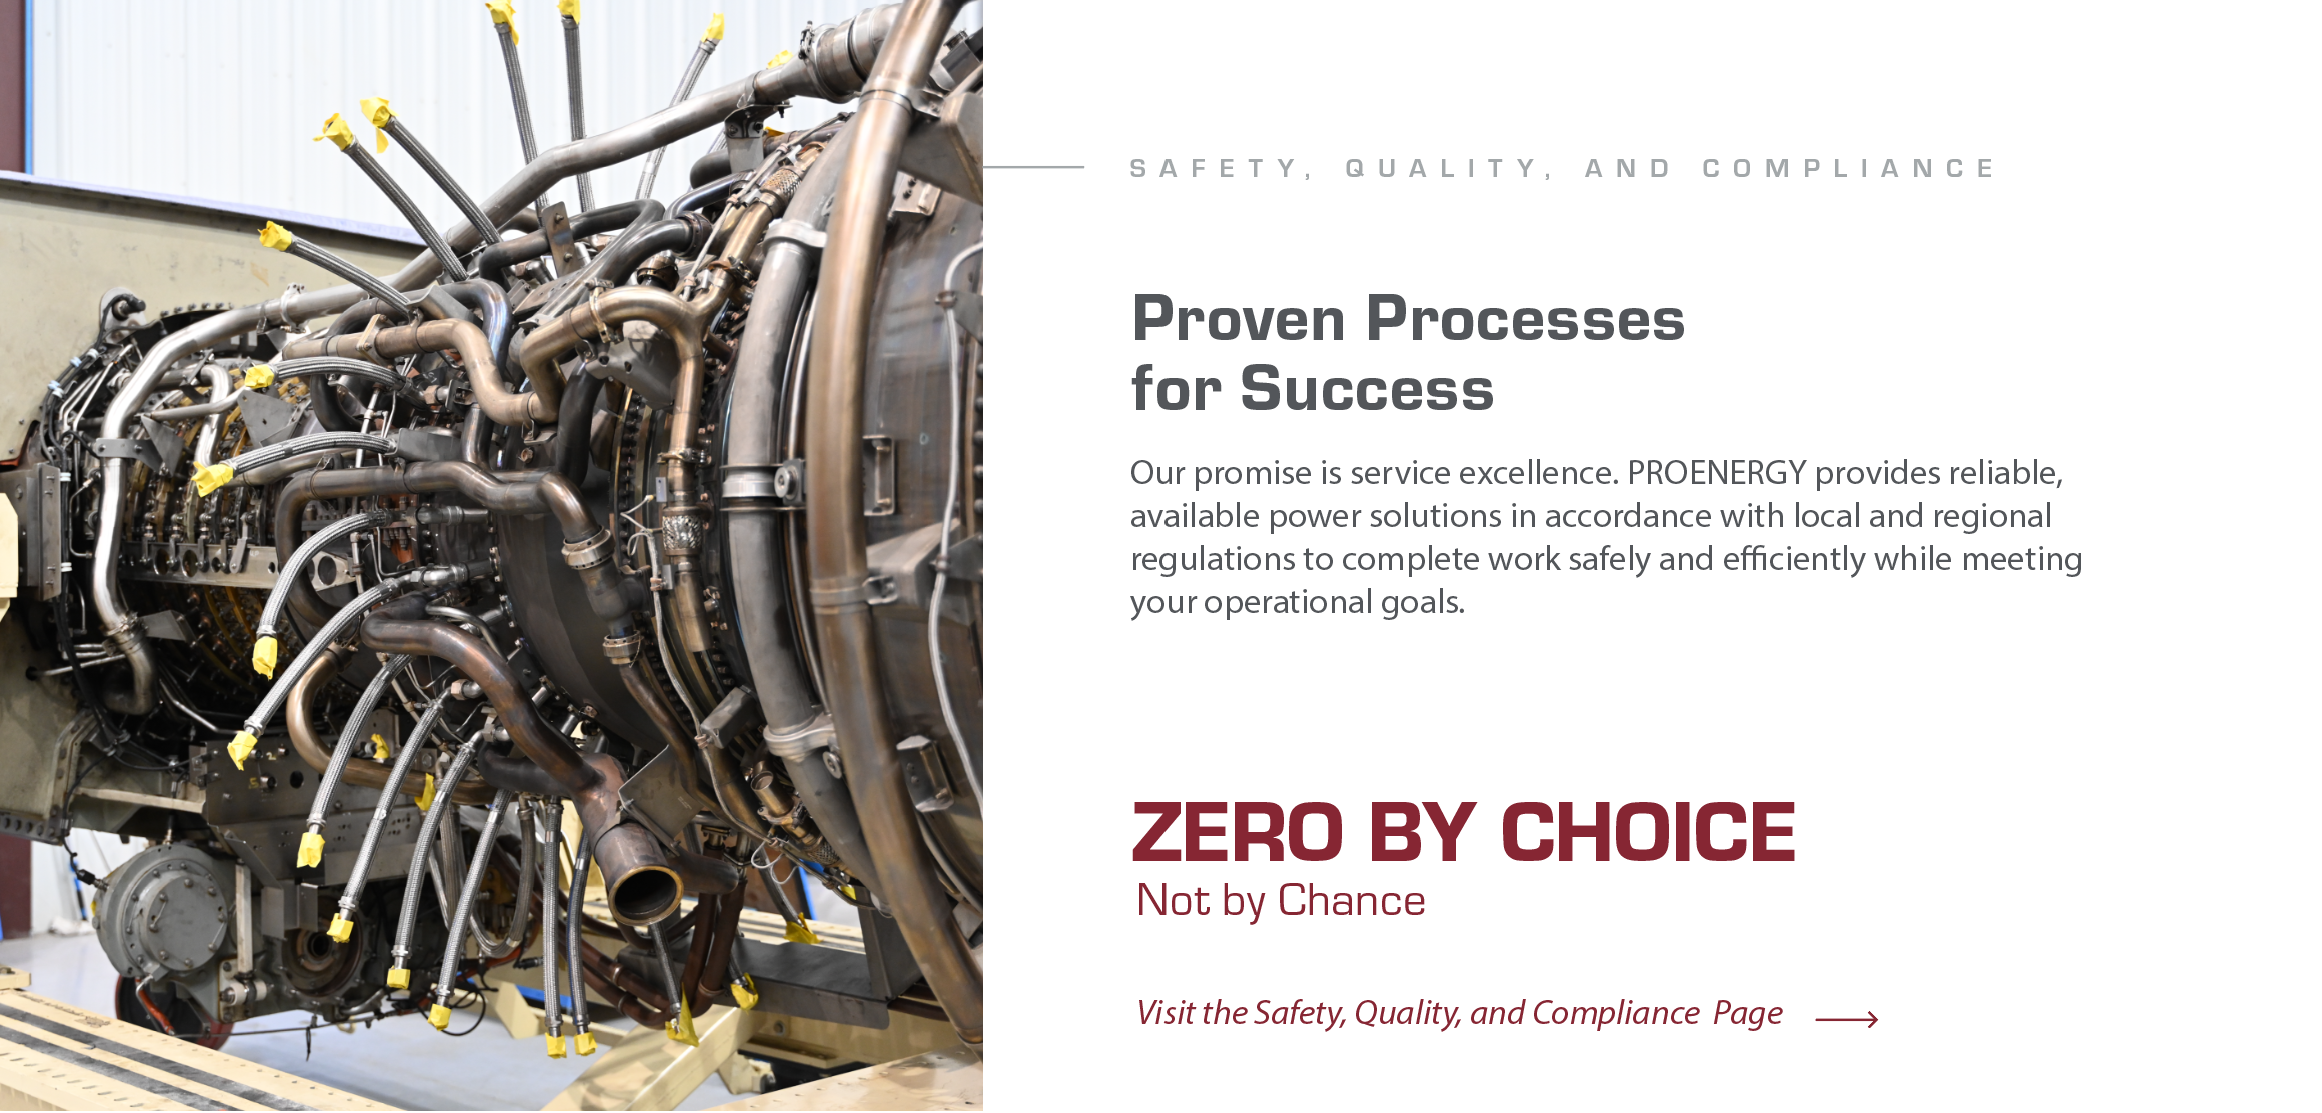 SAFETY, QUALITY, AND COMPLIANCE
Proven Processes
for Success
Our promise is service excellence. PROENERGY provides reliable,
available power solutions in accordance with local and regional
regulations to complete work safely and efficiently while meeting
your operational goals.
ZERO BY CHOICE
Not by Chance
Visit the Safety, Quality, and Compliance Page